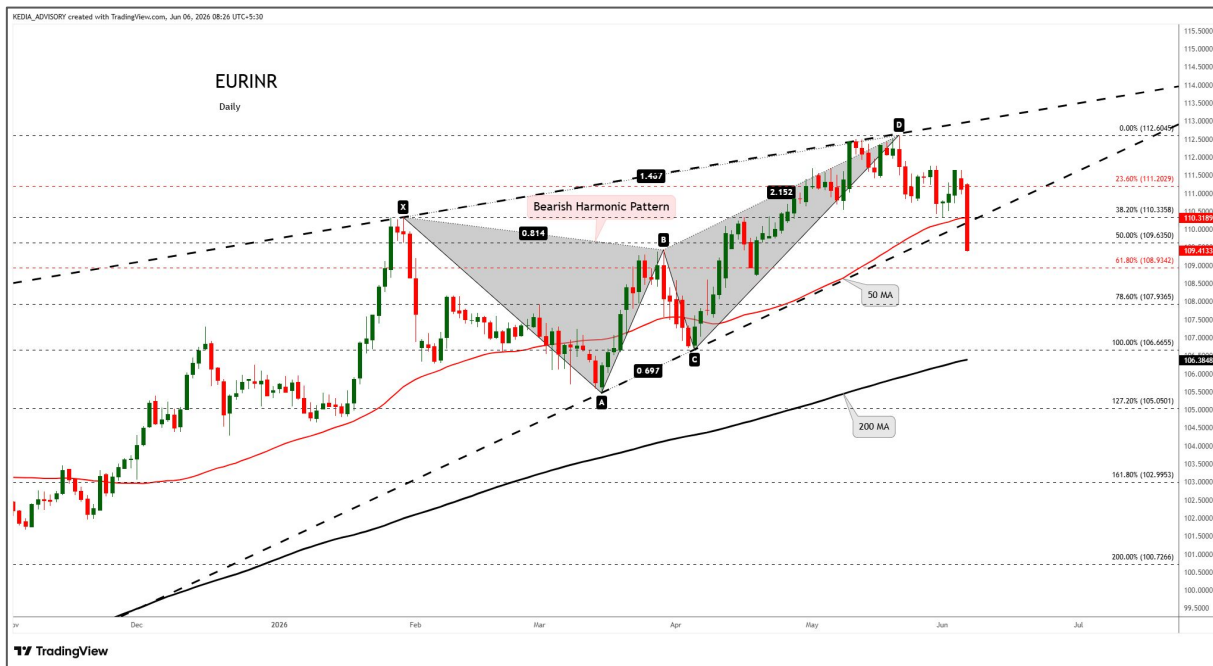 KEDIA_ADVISORY created with TradingView.com, Jun 06, 2026 08:26 UTC+5:30
EURINR
Daily
115.5000
115.0000
114.5000
114.0000
113.5000
113.0000
112.5000
112.0000
111.5000
111.0000
110.5000
110.3189
110.0000
109.4133
109.0000
108.5000
108.0000
107.5000
107.0000
106.3848
106.0000
105.5000
105.0000
104.5000
104.0000
103.5000
103.0000
102.5000
102.0000
101.5000
101.0000
100.5000
100.0000
99.5000
0.00% (112.6045)
23.60% (111.2029)
38.20% (110.3358)
50.00% (109.6350)
61.80% (108.9342)
78.60% (107.9365)
100.00% (106.6655)
127.20% (105.0501)
161.80% (102.9953)
200.00% (100.7266)
D
X
1.467
2.152
Bearish Harmonic Pattern
0.814
B
50 MA
C
0.697
A
200 MA
Dec
2026
Feb
Mar
Apr
May
Jun
Jul
TradingView